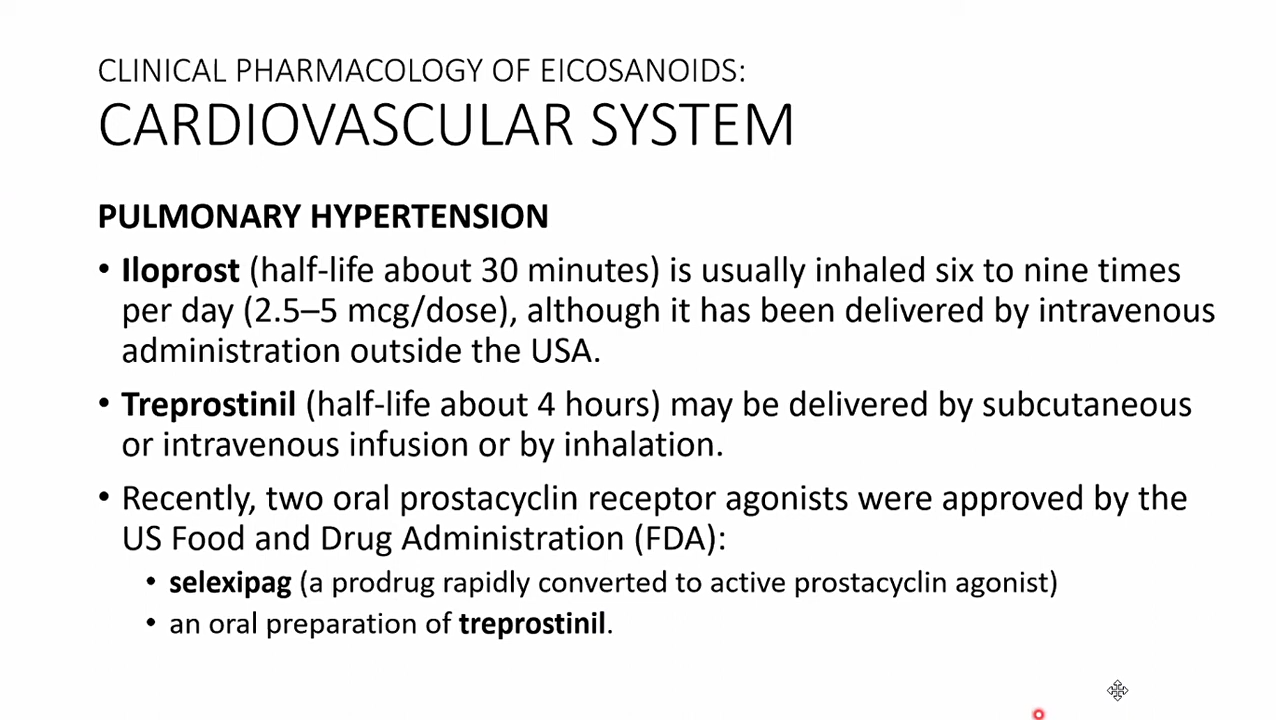 CLINICAL PHARMACOLOGY OF EICOSANOIDS:
CARDIOVASCULAR SYSTEM
PULMONARY HYPERTENSION
• Iloprost (half-life about 30 minutes) is usually inhaled six to nine times
per day (2.5–5 mcg/dose), although it has been delivered by intravenous
administration outside the USA.
• Treprostinil (half-life about 4 hours) may be delivered by subcutaneous
or intravenous infusion or by inhalation.
• Recently, two oral prostacyclin receptor agonists were approved by the
US Food and Drug Administration (FDA):
• selexipag (a prodrug rapidly converted to active prostacyclin agonist)
• an oral preparation of treprostinil.